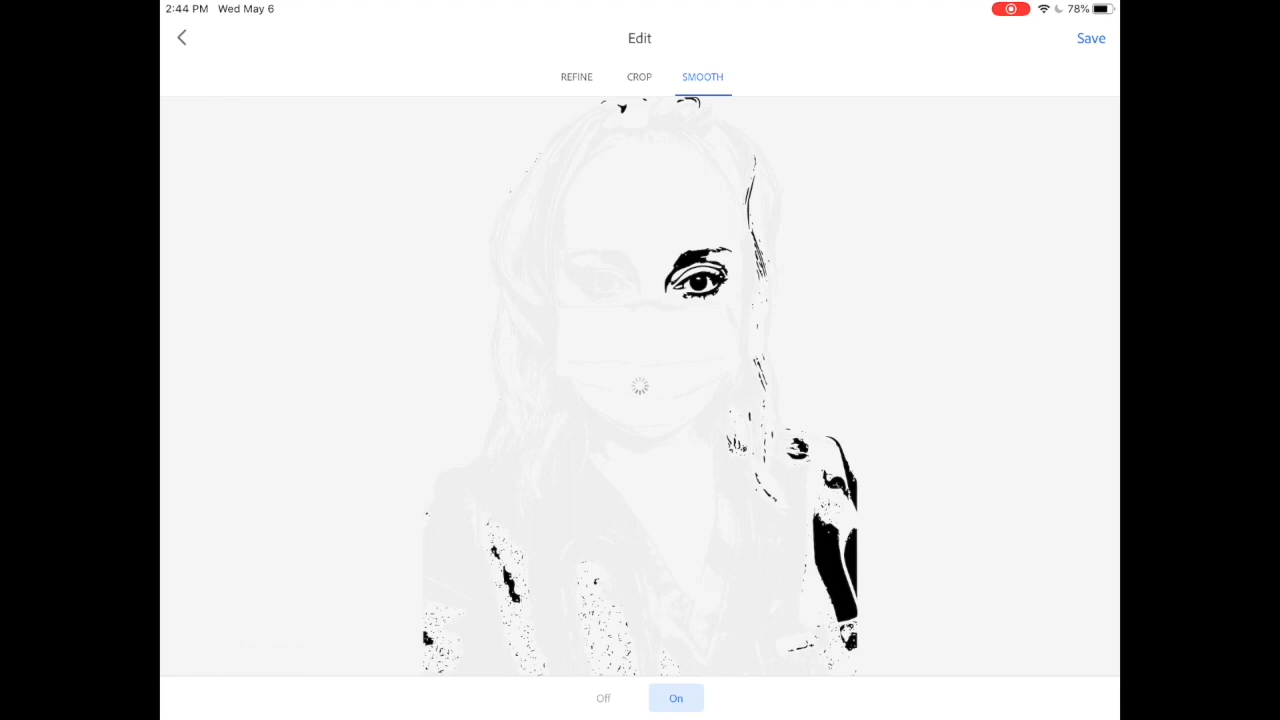 2:44 PM Wed May 6
78%
Edit
Save
REFINE CROP SMOOTH
Off On